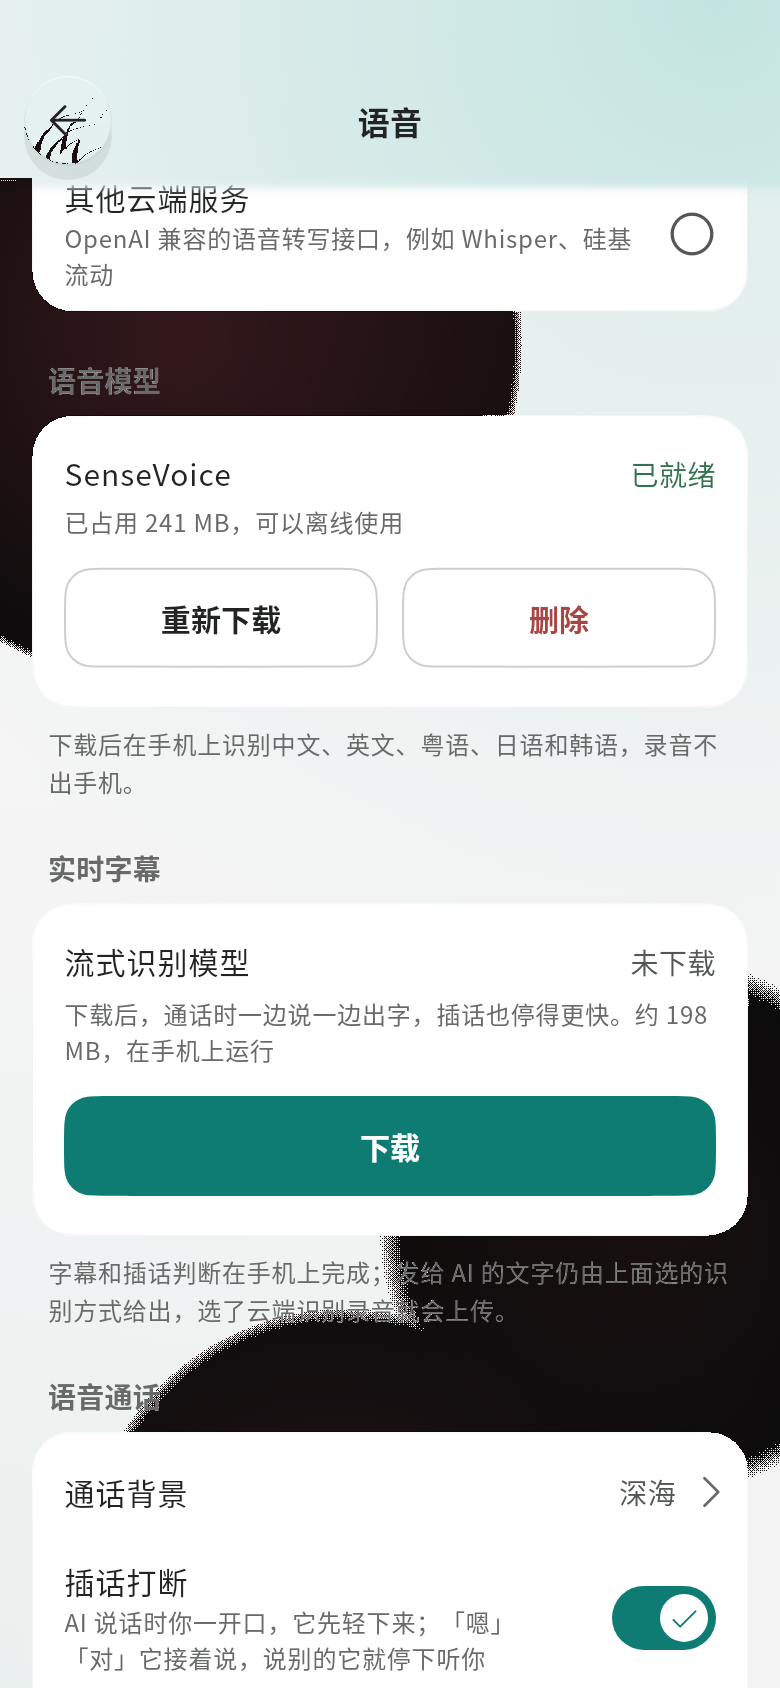 语音
其他云端服务
OpenAI 兼容的语音转写接口，例如 Whisper、硅基
流动
语音模型
SenseVoice
已就绪
已占用 241 MB，可以离线使用
重新下载
删除
下载后在手机上识别中文、英文、粤语、日语和韩语，录音不
出手机。
实时字幕
流式识别模型
未下载
下载后，通话时一边说一边出字，插话也停得更快。约 198
MB，在手机上运行
下载
字幕和插话判断在手机上完成；发给 AI 的文字仍由上面选的识
别方式给出，选了云端识别录音就会上传。
语音通话
通话背景
深海
插话打断
AI 说话时你一开口，它先轻下来；「嗯」
「对」它接着说，说别的它就停下听你